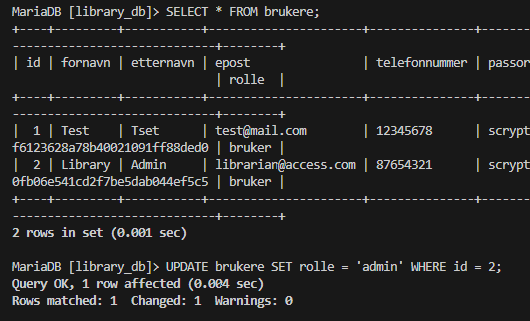 MariaDB [library_db]> SELECT * FROM brukere;
+----+---------+-----------+----------------------+---------------+-------
-----------------------------+--------+
| id | fornavn | etternavn | epost | telefonnummer | passor
| rolle |
+----+---------+-----------+----------------------+---------------+-------
-----------------------------+--------+
| 1 | Test | Tset | test@mail.com | 12345678 | scrypt
f6123628a78b40021091ff88ded0 | bruker |
| 2 | Library | Admin | librarian@access.com | 87654321 | scrypt
0fb06e541cd2f7be5dab044ef5c5 | bruker |
+----+---------+-----------+----------------------+---------------+-------
-----------------------------+--------+
2 rows in set (0.001 sec)
MariaDB [library_db]> UPDATE brukere SET rolle = 'admin' WHERE id = 2;
Query OK, 1 row affected (0.004 sec)
Rows matched: 1 Changed: 1 Warnings: 0